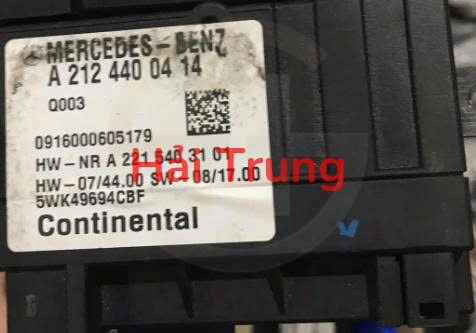 MERCEDES-BENZ
A 212 440 04 14
Q003
0916000605179
HW-NR A 221 540 31 01
HW-07/44.00 SW-08/17.00
Hải Trung
5WK49694CBF
Continental